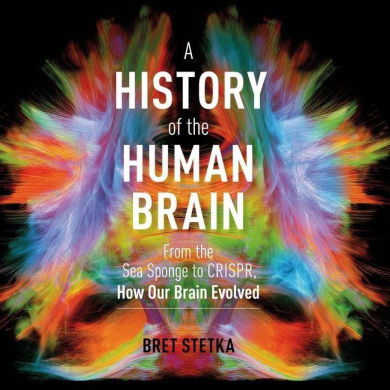 A
HISTORY
of the
HUMAN
BRAIN
From the
Sea Sponge to CRISPR,
How Our Brain Evolved
BRET STETKA